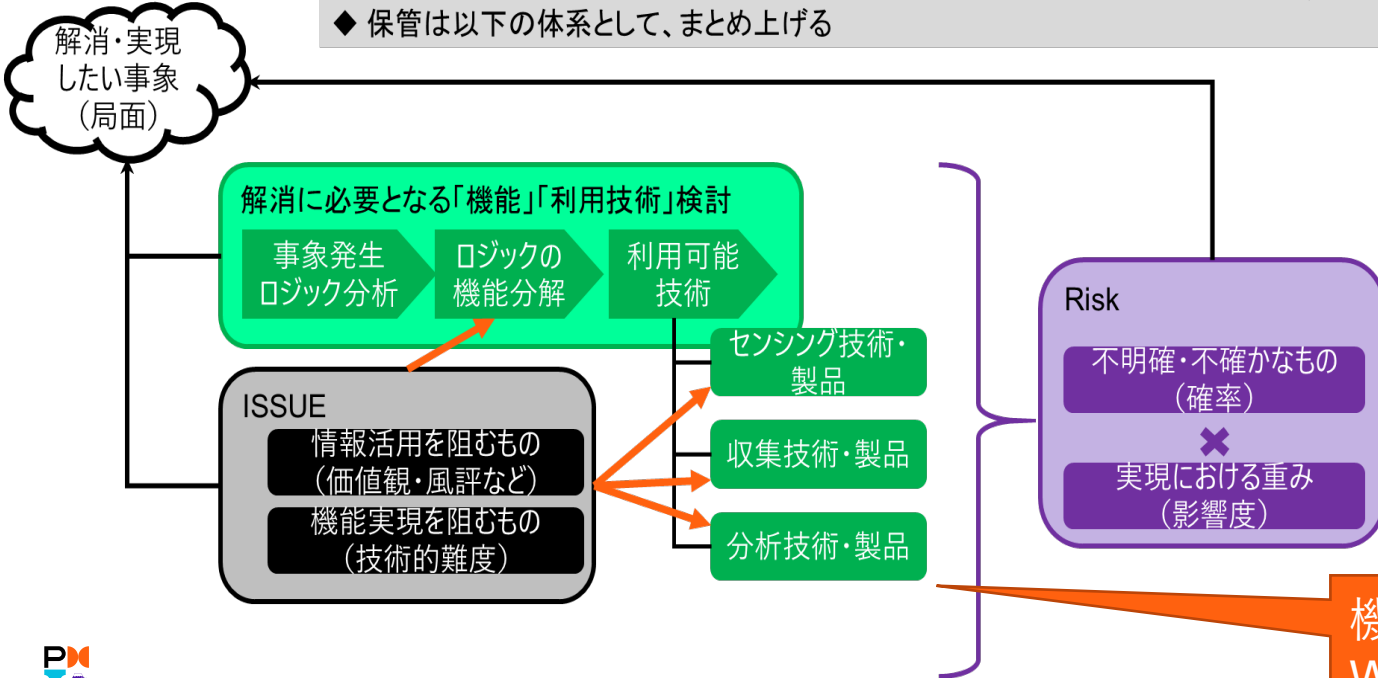 ◆ 保管は以下の体系として、まとめ上げる
解消・実現
したい事象
（局面）
解消に必要となる「機能」「利用技術」検討
事象発生
ロジック分析
ロジックの
機能分解
利用可能
技術
センシング技術・
製品
収集技術・製品
分析技術・製品
ISSUE
情報活用を阻むもの
（価値観・風評など）
機能実現を阻むもの
（技術的難度）
Risk
不明確・不確かなもの
（確率）
✖
実現における重み
（影響度）
機
W
P